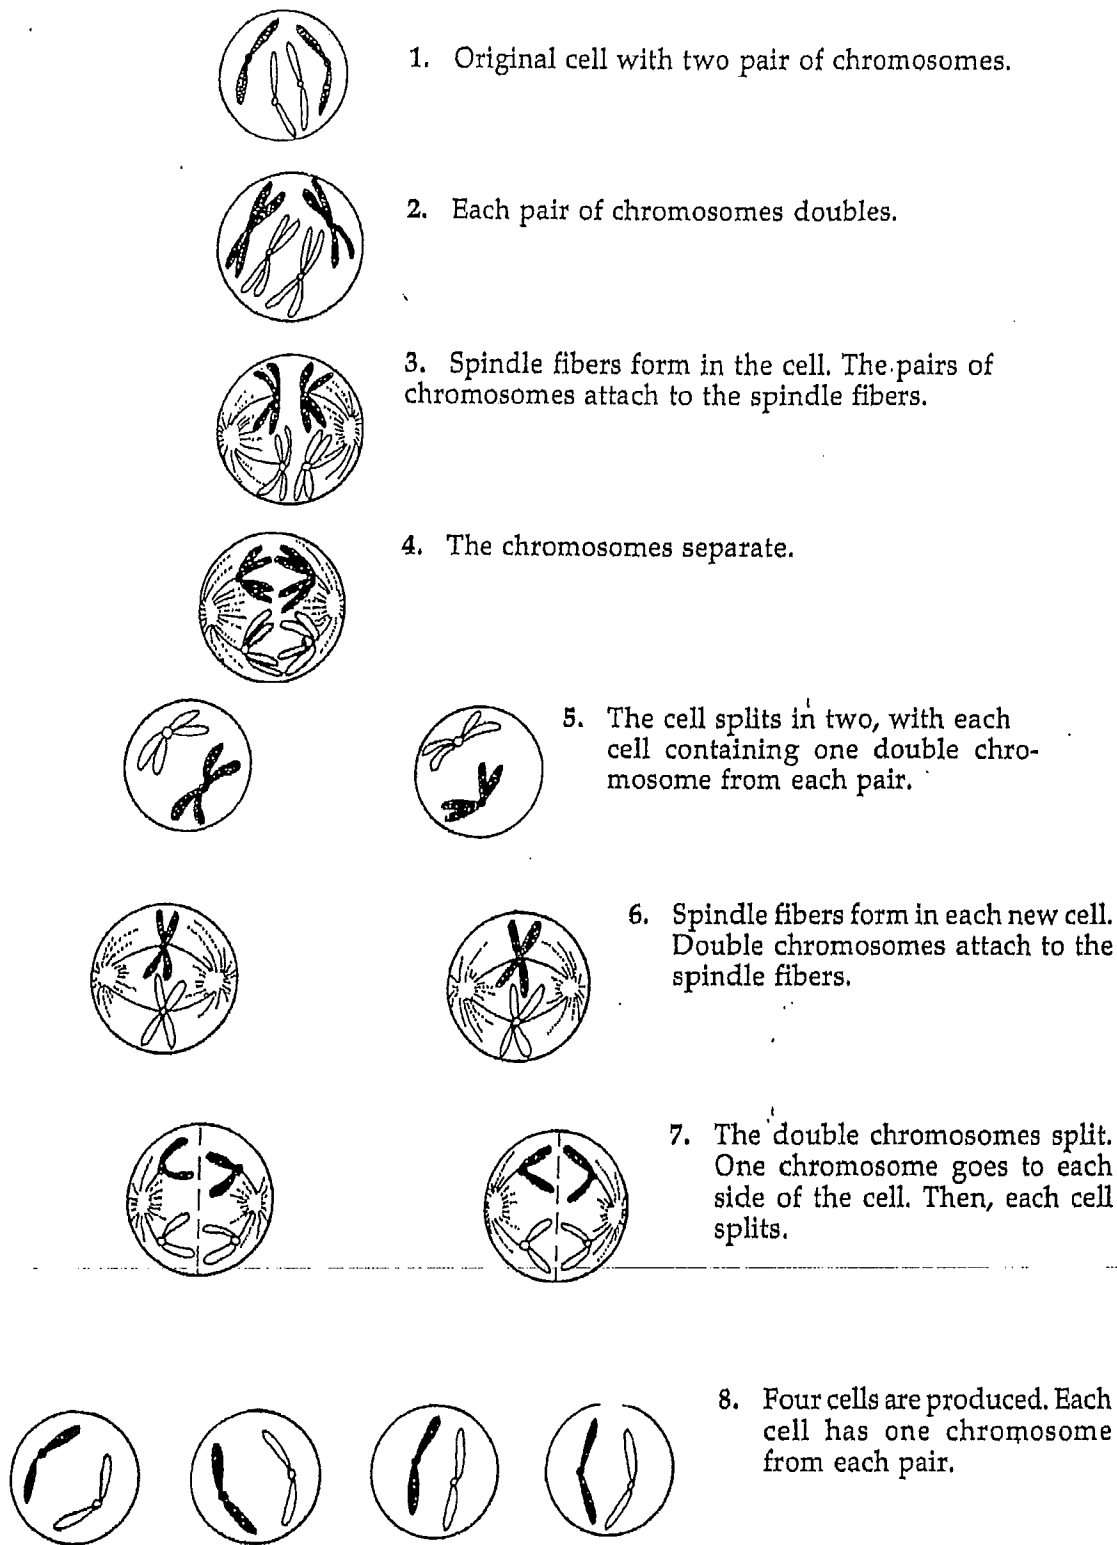 1. Original cell with two pair of chromosomes.
2. Each pair of chromosomes doubles.
3. Spindle fibers form in the cell. The pairs of
chromosomes attach to the spindle fibers.
4. The chromosomes separate.
5. The cell splits in two, with each
cell containing one double chro-
mosome from each pair.
6. Spindle fibers form in each new cell.
Double chromosomes attach to the
spindle fibers.
7. The double chromosomes split.
One chromosome goes to each
side of the cell. Then, each cell
splits.
8. Four cells are produced. Each
cell has one chromosome
from each pair.